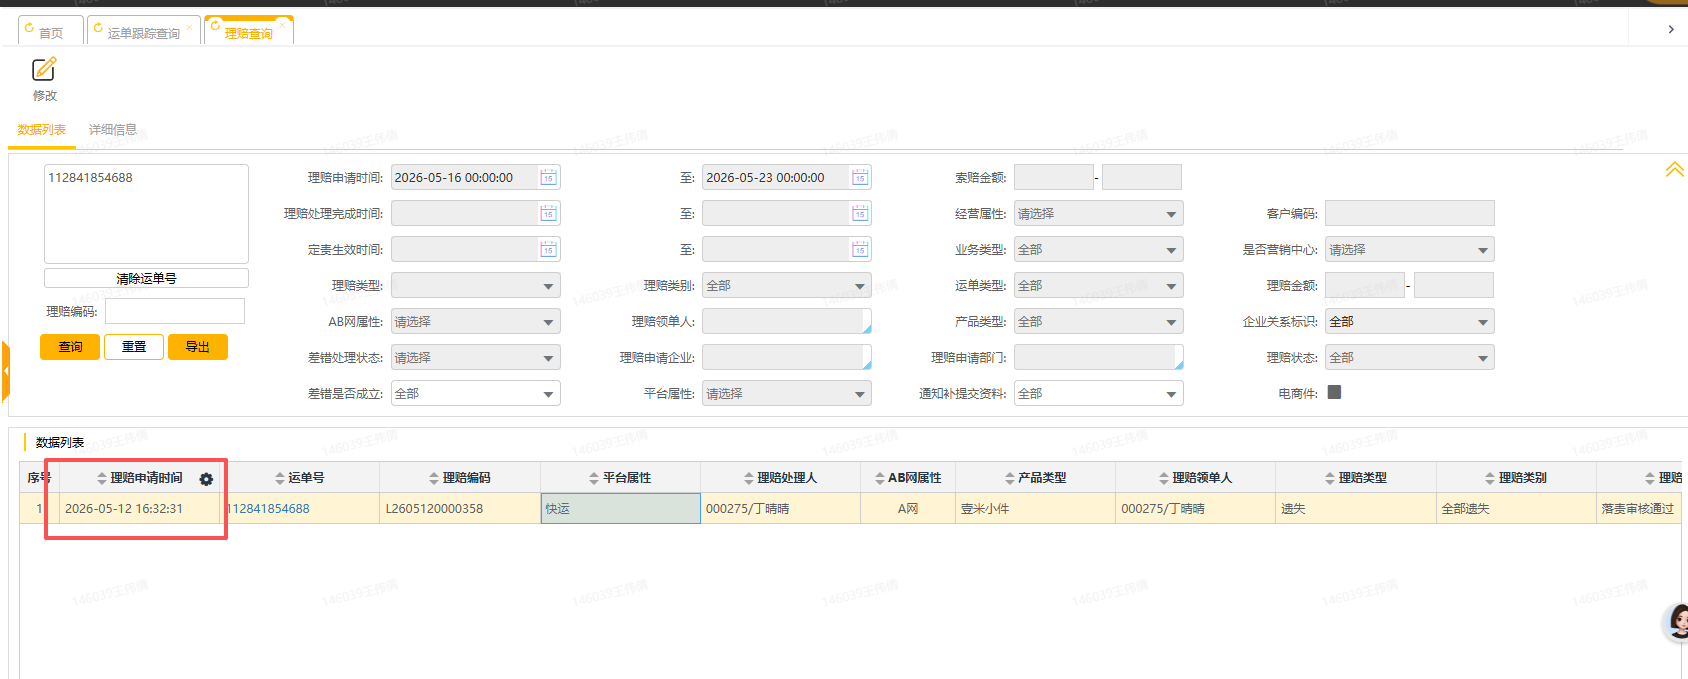 首页
运单跟踪查询
理赔查询
修改
数据列表
详细信息
112841854688
理赔申请时间: 2026-05-16 00:00:00 至: 2026-05-23 00:00:00 索赔金额: -
理赔处理完成时间: 至: 经营属性: 请选择 客户编码:
定责生效时间: 至: 业务类型: 全部 是否营销中心: 请选择
清除运单号
理赔类型: 理赔类别: 全部 运单类型: 全部 理赔金额: -
理赔编码:
AB网属性: 请选择 理赔领单人: 产品类型: 全部 企业关系标识: 全部
查询 重置 导出
差错处理状态: 请选择 理赔申请企业: 理赔申请部门: 理赔状态: 全部
差错是否成立: 全部 平台属性: 请选择 通知补提交资料: 全部 电商件:
数据列表
序号 理赔申请时间 运单号 理赔编码 平台属性 理赔处理人 AB网属性 产品类型 理赔领单人 理赔类型 理赔类别 理赔
1 2026-05-12 16:32:31 112841854688 L2605120000358 快运 000275/丁晴晴 A网 壹米小件 000275/丁晴晴 遗失 全部遗失 落责审核通过
146039王伟倩